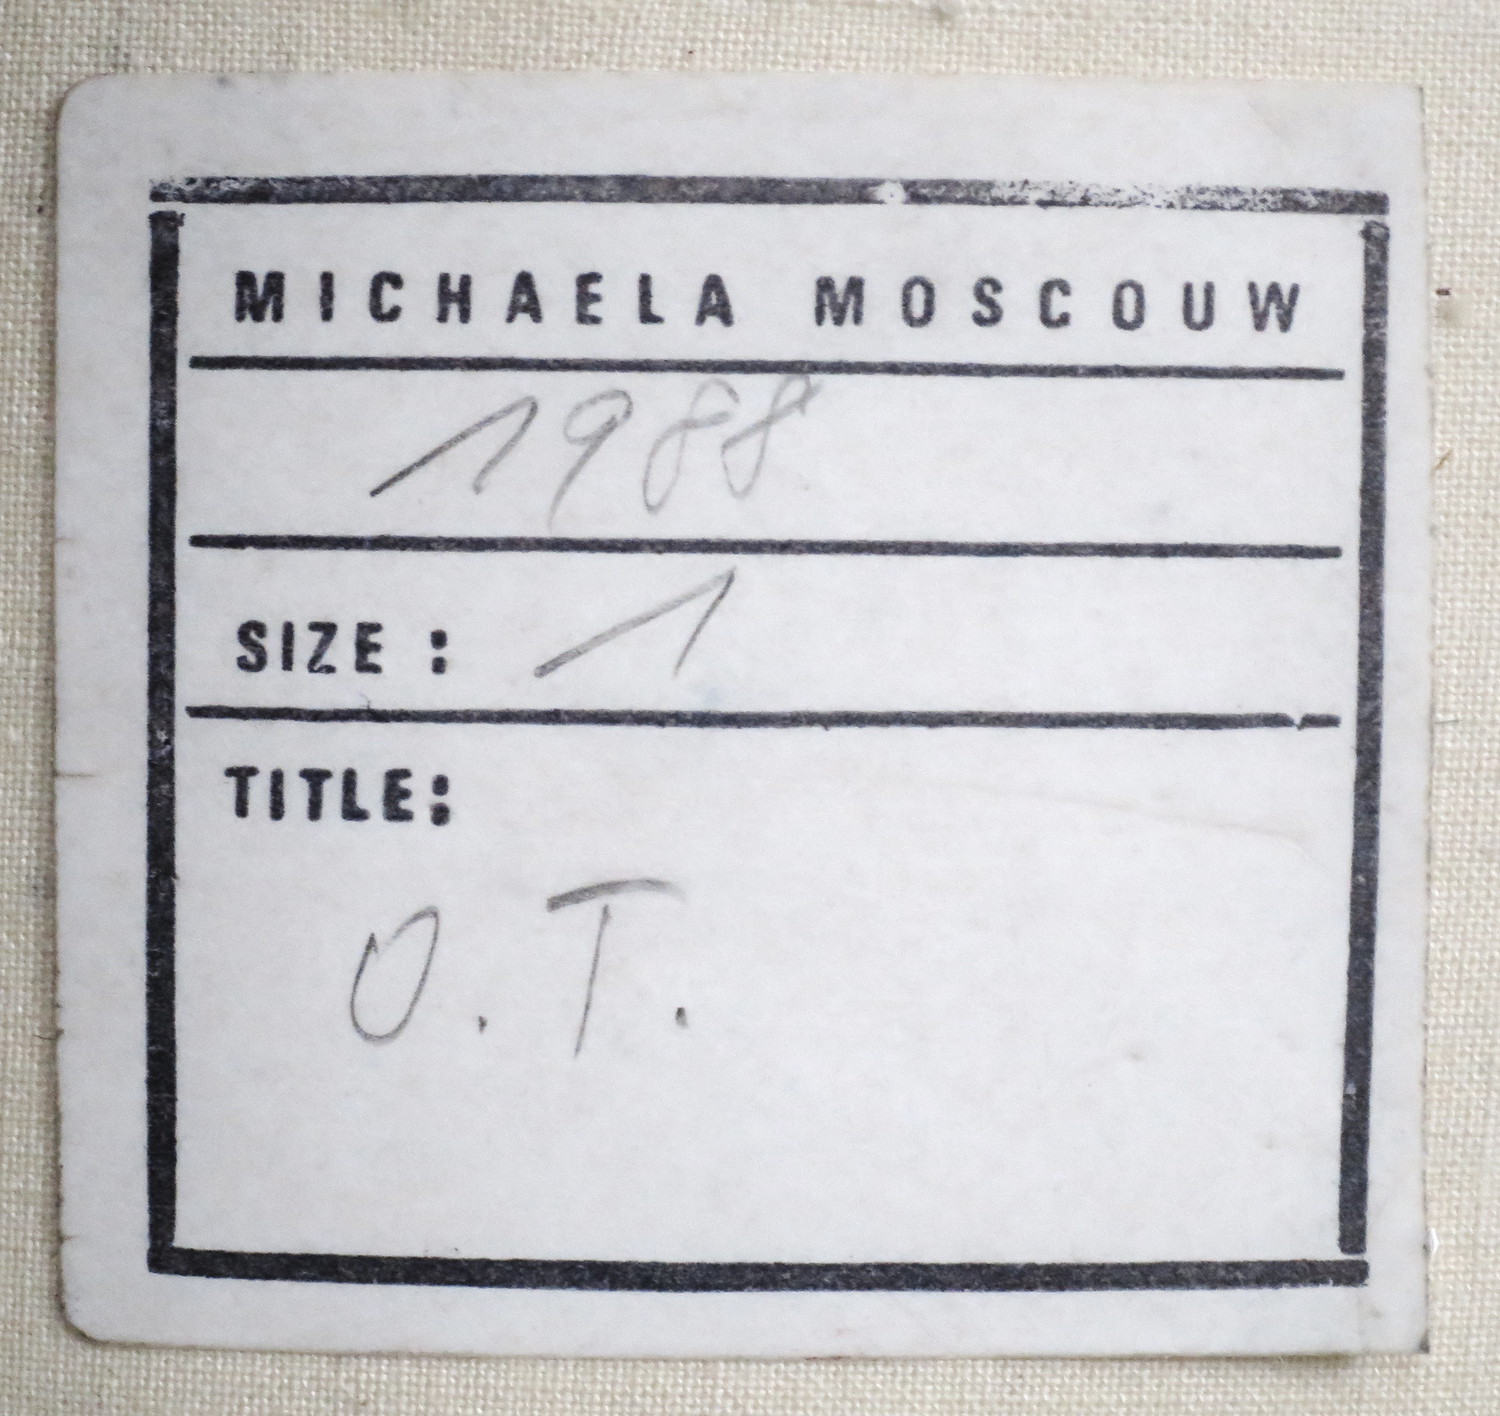 MICHAELA MOSCOUW
1988
SIZE : 1
TITLE:
O.T.